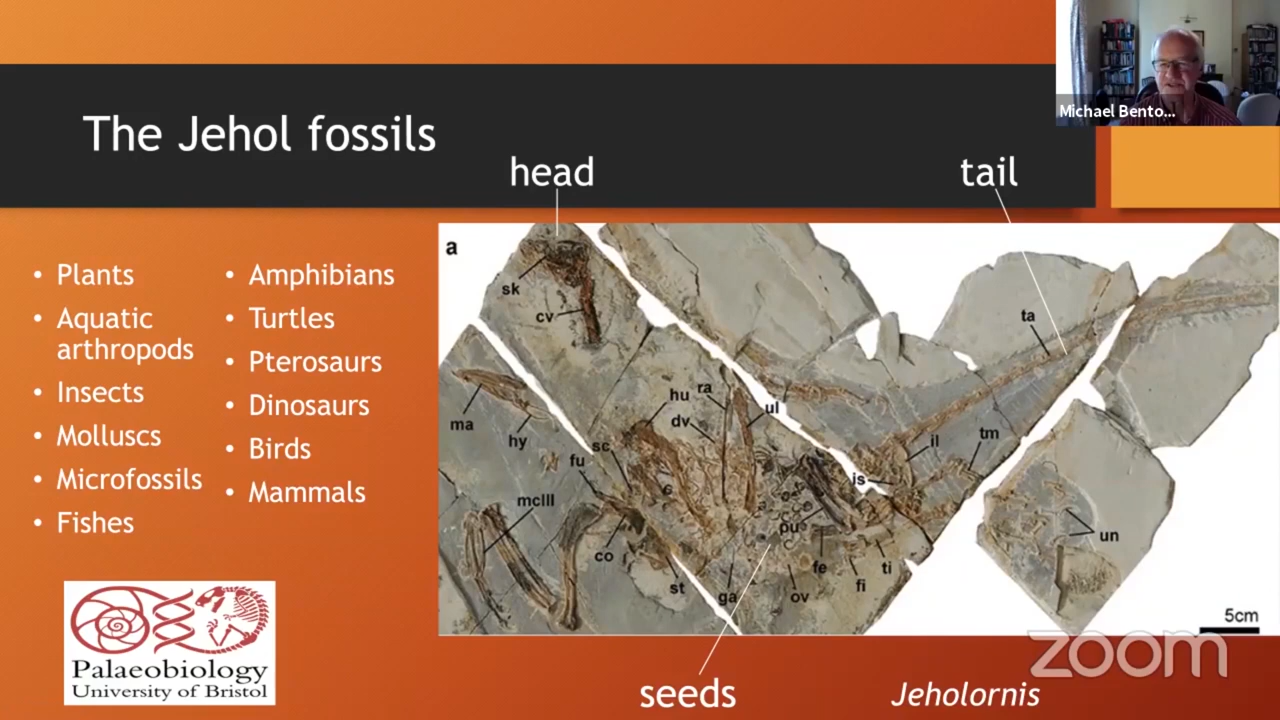 Michael Bento...
The Jehol fossils
head
tail
• Plants
• Aquatic
arthropods
• Insects
• Molluscs
• Microfossils
• Fishes
• Amphibians
• Turtles
• Pterosaurs
• Dinosaurs
• Birds
• Mammals
a
sk
cv
ta
ma
hy
hu
ra
dv
ul
sc
fu
il
tm
is
mcIII
pu
un
co
st
ga
ov
fe
fi
ti
5cm
Palaeobiology
University of Bristol
seeds
Jeholornis
zoom